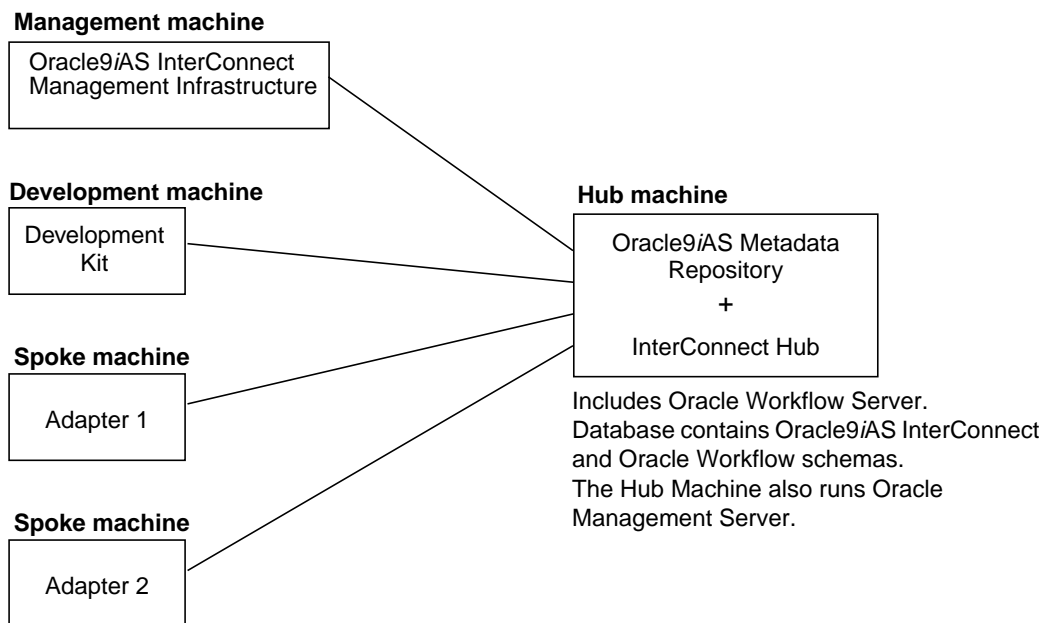 Management machine
Oracle9iAS InterConnect
Management Infrastructure
Development machine
Development
Kit
Spoke machine
Adapter 1
Spoke machine
Adapter 2
Hub machine
Oracle9iAS Metadata
Repository
+
InterConnect Hub
Includes Oracle Workflow Server.
Database contains Oracle9iAS InterConnect
and Oracle Workflow schemas.
The Hub Machine also runs Oracle
Management Server.